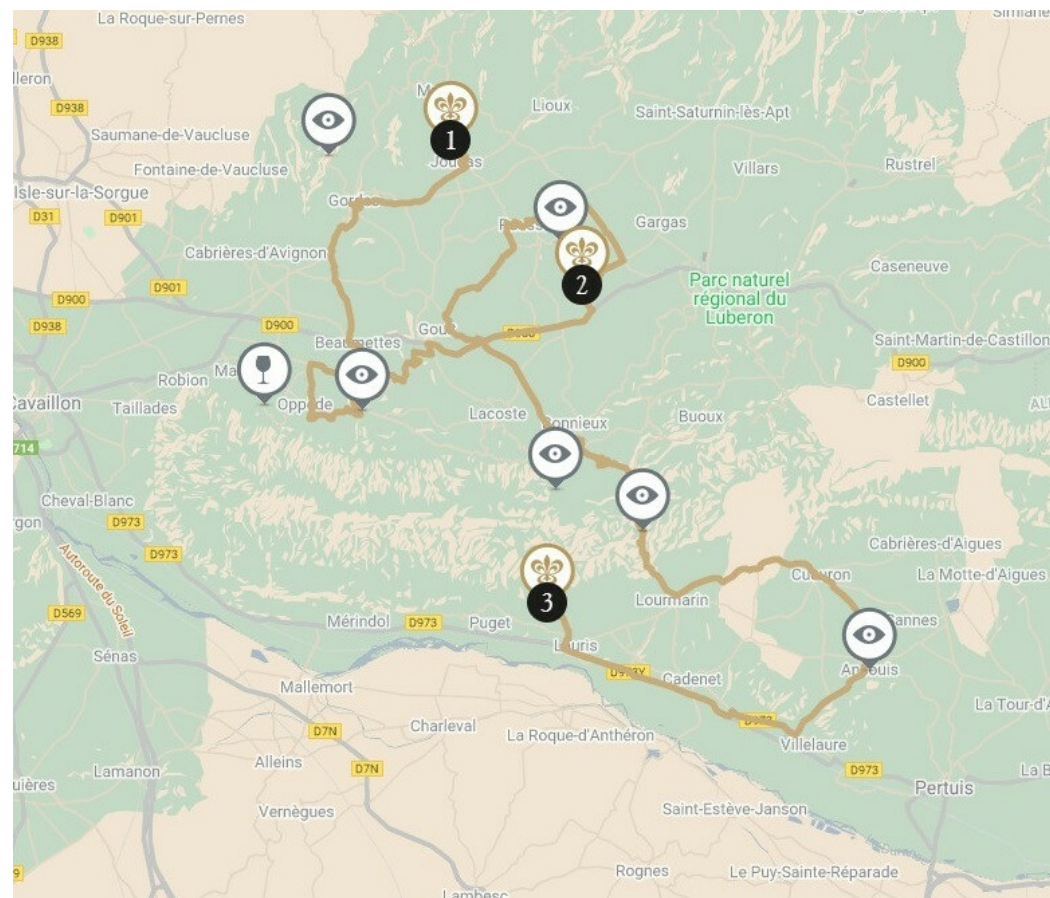 La Roque-sur-Pernes
D938
D938
Lioux
Saint-Saturnin-lès-Apt
Saumane-de-Vaucluse
1
Fontaine-de-Vaucluse
Villars
Rustrel
Isle-sur-la-Sorgue
D31
D901
Gargas
Cabrières-d'Avignon
Caseneuve
D901
Parc naturel
régional du
Luberon
2
D900
D938
D900
Saint-Martin-de-Castillon
D900
Robion
Taillades
Castellet
Lacoste
Buoux
714
Cheval-Blanc
D973
D973
Autoroute du Soleil
Cabrières-d'Aigues
La Motte-d'Aigues
3
Lourmarin
D569
Mérindol
D973
Puget
Sénas
Cadenet
Mallemort
Charleval
La Roque-d'Anthéron
D7N
Villelaure
Alleins
D7N
D973
Lamanon
Pertuis
Vernègues
Saint-Estève-Janson
9
Rognes
Le Puy-Sainte-Réparade